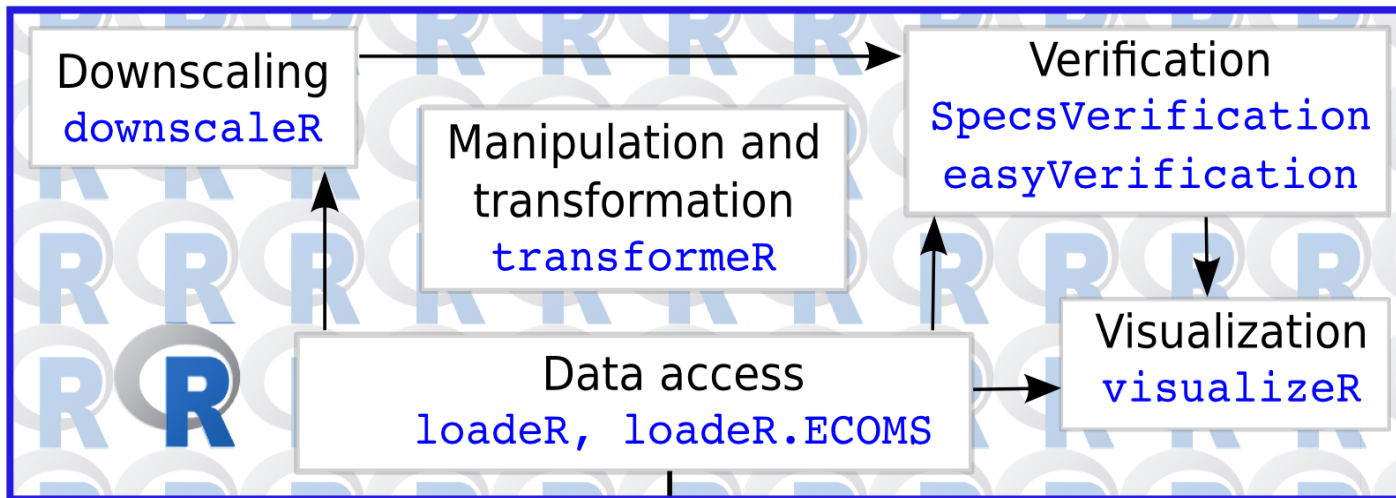 Downscaling
downscaleR
Manipulation and
transformation
transformeR
Verification
SpecsVerification
easyVerification
Data access
loadeR, loadeR.ECOMS
Visualization
visualizeR
R